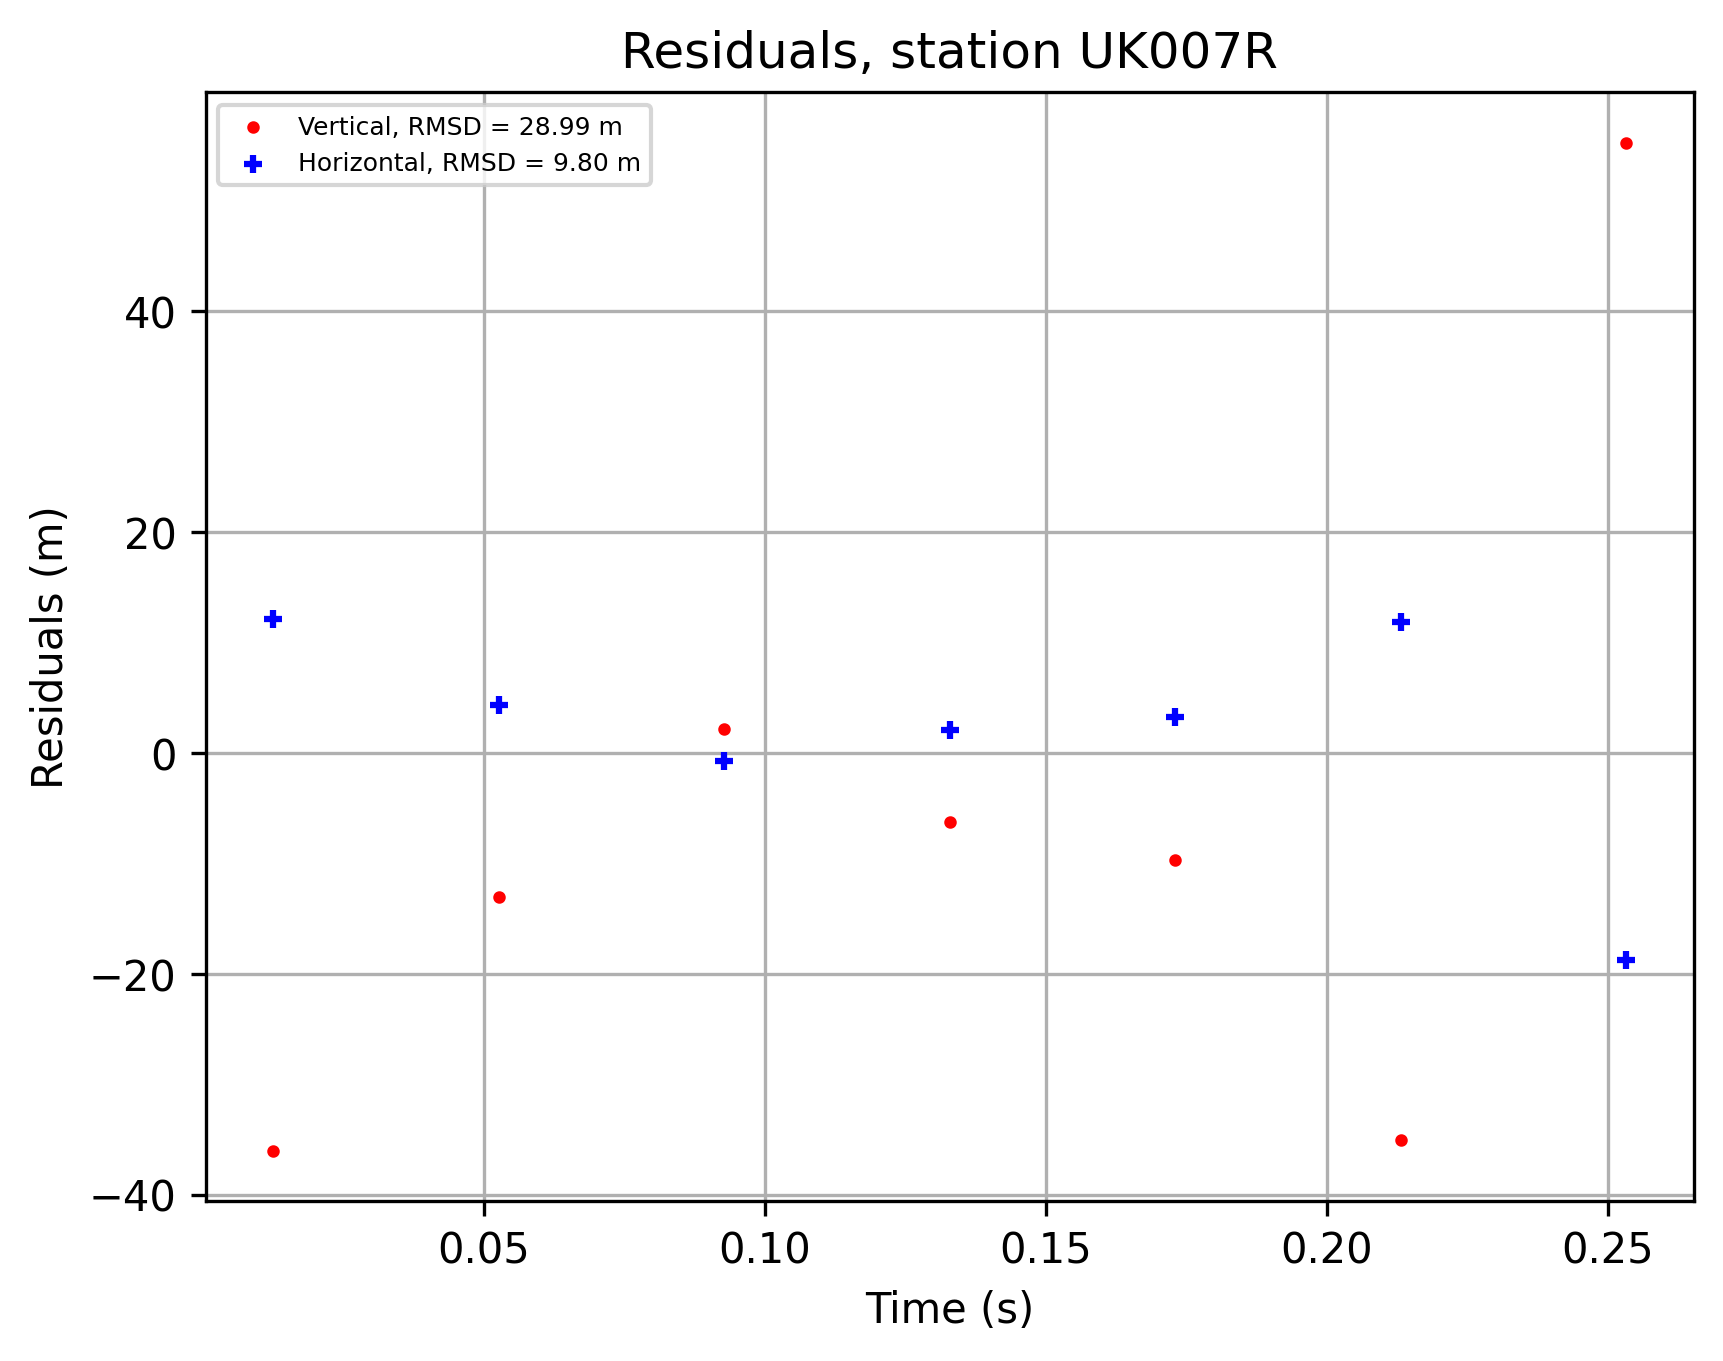 Residuals, station UK007R
Vertical, RMSD = 28.99 m
Horizontal, RMSD = 9.80 m
Residuals (m)
40
20
0
−20
−40
0.05 0.10 0.15 0.20 0.25
Time (s)